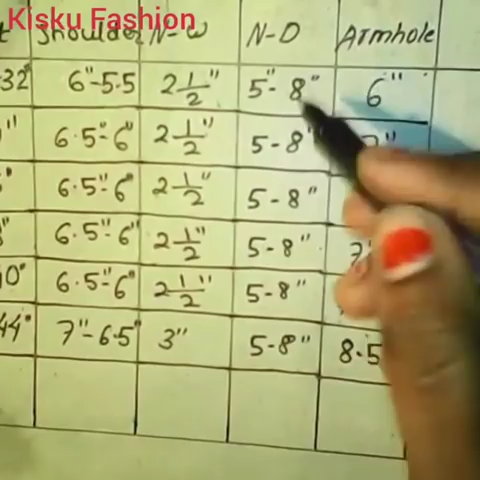 Kisku Fashion
t Shoulder N-W N-D Armhole
32" 6"-5.5 2 1/2" 5"-8" 6"
" 6.5"-6" 2 1/2" 5-8"
" 6.5"-6" 2 1/2" 5-8"
" 6.5"-6" 2 1/2" 5-8" 7
0" 6.5"-6" 2 1/2" 5-8"
44" 7"-6.5" 3" 5-8" 8.5